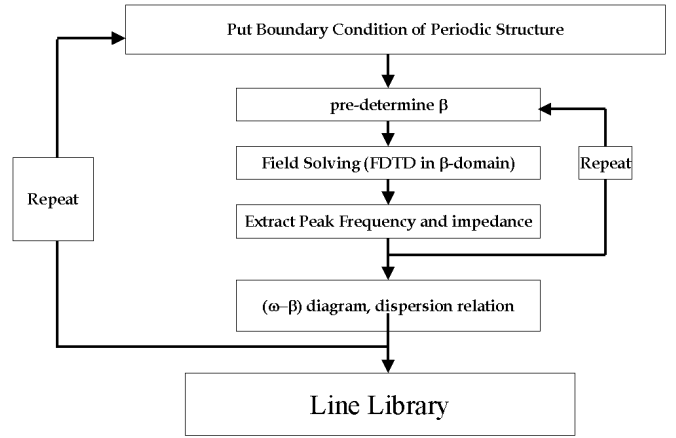 Put Boundary Condition of Periodic Structure
pre-determine β
Field Solving (FDTD in β-domain)
Repeat
Repeat
Extract Peak Frequency and impedance
(ω−β) diagram, dispersion relation
Line Library